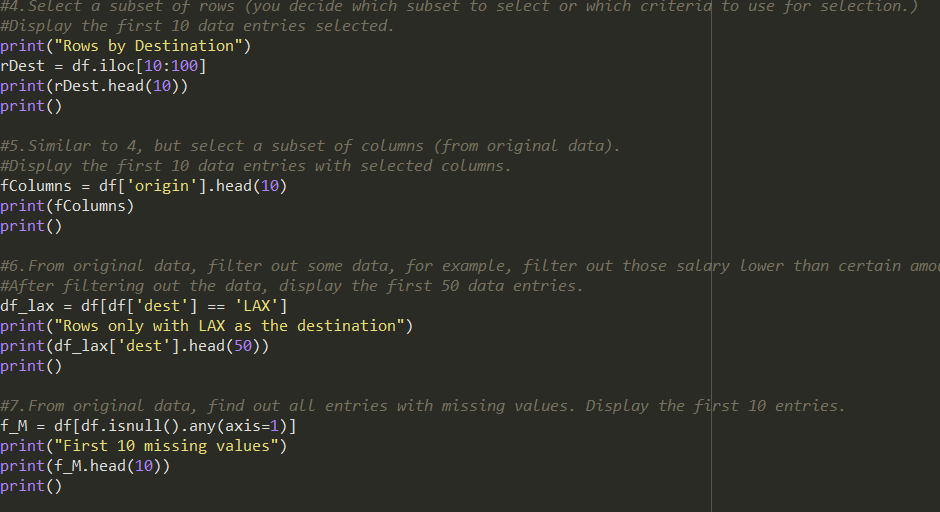 #4.Select a subset of rows (you decide which subset to select or which criteria to use for selection.)
#Display the first 10 data entries selected.
print("Rows by Destination")
rDest = df.iloc[10:100]
print(rDest.head(10))
print()
#5.Similar to 4, but select a subset of columns (from original data).
#Display the first 10 data entries with selected columns.
fColumns = df['origin'].head(10)
print(fColumns)
print()
#6.From original data, filter out some data, for example, filter out those salary lower than certain
#After filtering out the data, display the first 50 data entries.
df_lax = df[df['dest'] == 'LAX']
print("Rows only with LAX as the destination")
print(df_lax['dest'].head(50))
print()
#7.From original data, find out all entries with missing values. Display the first 10 entries.
f_M = df[df.isnull().any(axis=1)]
print("First 10 missing values")
print(f_M.head(10))
print()